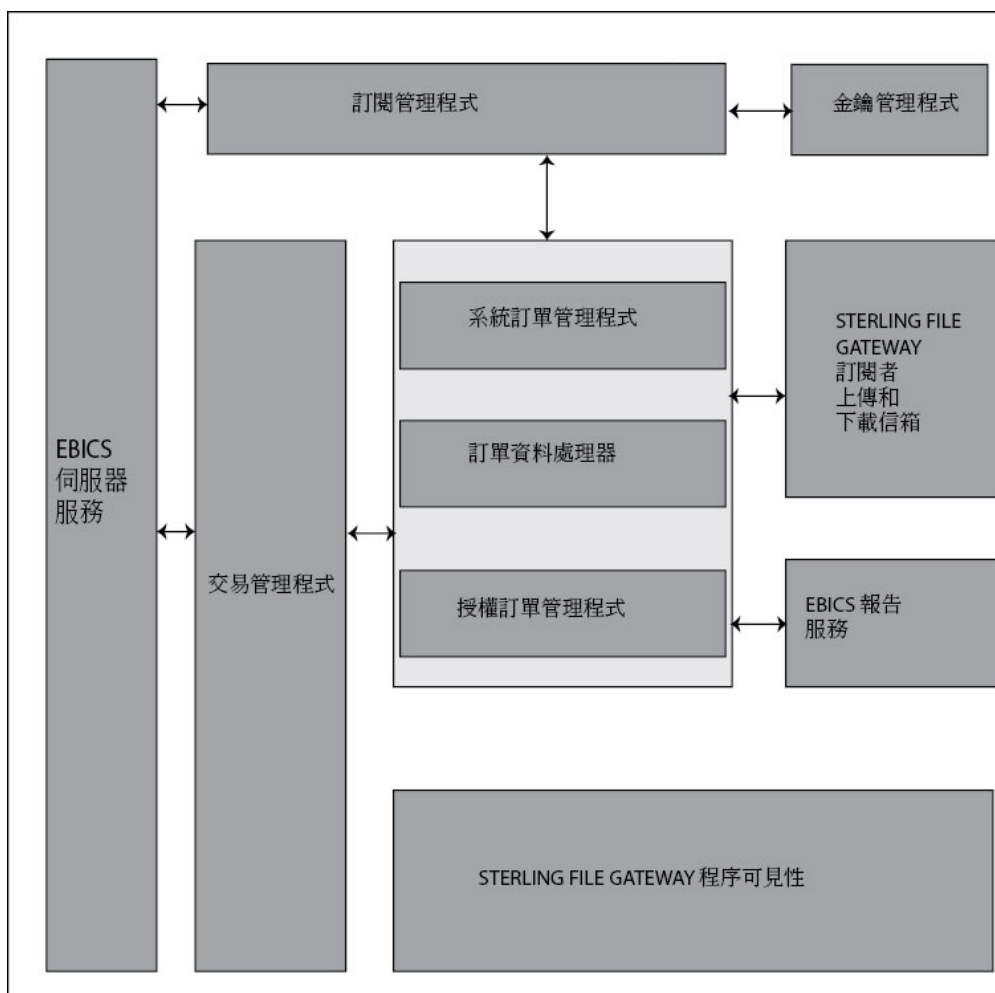 訂閱管理程式
金鑰管理程式
EBICS
伺服器
服務
交易管理程式
系統訂單管理程式
訂單資料處理器
授權訂單管理程式
STERLING FILE
GATEWAY
訂閱者
上傳和
下載信箱
EBICS 報告
服務
STERLING FILE GATEWAY 程序可見性